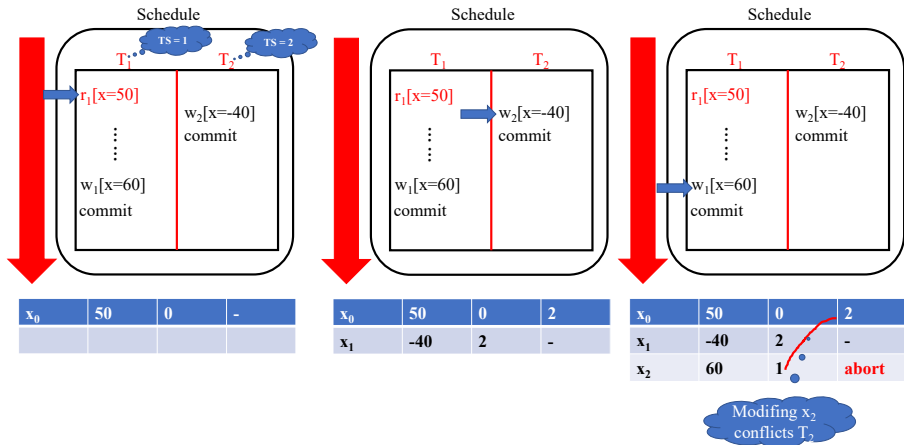 Schedule
TS = 1
TS = 2
T₁ T₂
r₁[x=50]
w₂[x=-40]
commit
w₁[x=60]
commit
x₀ 50 0 -
Schedule
T₁ T₂
r₁[x=50]
w₂[x=-40]
commit
w₁[x=60]
commit
x₀ 50 0 2
x₁ -40 2 -
Schedule
T₁ T₂
r₁[x=50]
w₂[x=-40]
commit
w₁[x=60]
commit
x₀ 50 0 2
x₁ -40 2 -
x₂ 60 1 abort
Modifing x₂
conflicts T₂